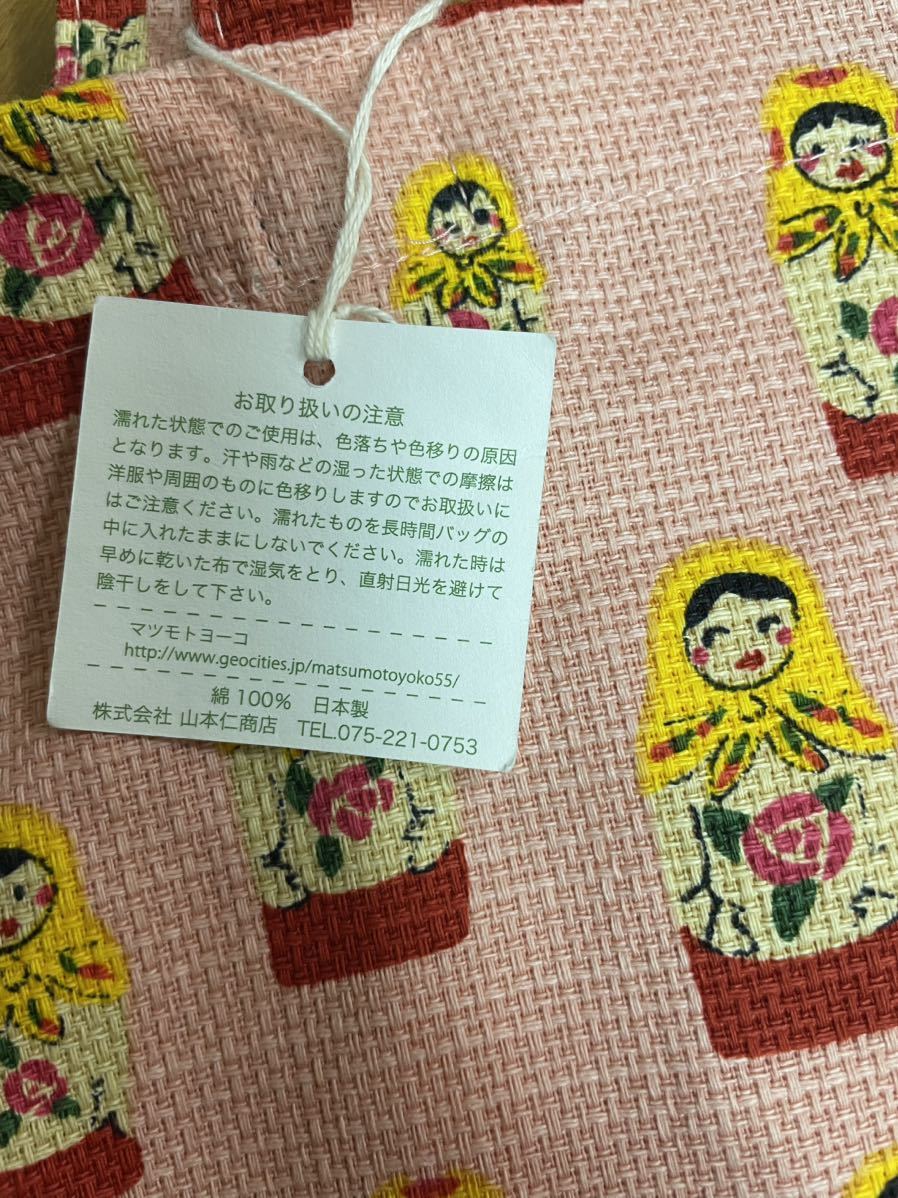 お取り扱いの注意
濡れた状態でのご使用は、色落ちや色移りの原因
となります。汗や雨などの湿った状態での摩擦は
洋服や周囲のものに色移りしますのでお取扱いに
はご注意ください。濡れたものを長時間バッグの
中に入れたままにしないでください。濡れた時は
早めに乾いた布で湿気をとり、直射日光を避けて
陰干しをして下さい。
マツモトヨーコ
http://www.geocities.jp/matsumotoyoko55/
綿 100% 日本製
株式会社 山本仁商店 TEL.075-221-0753